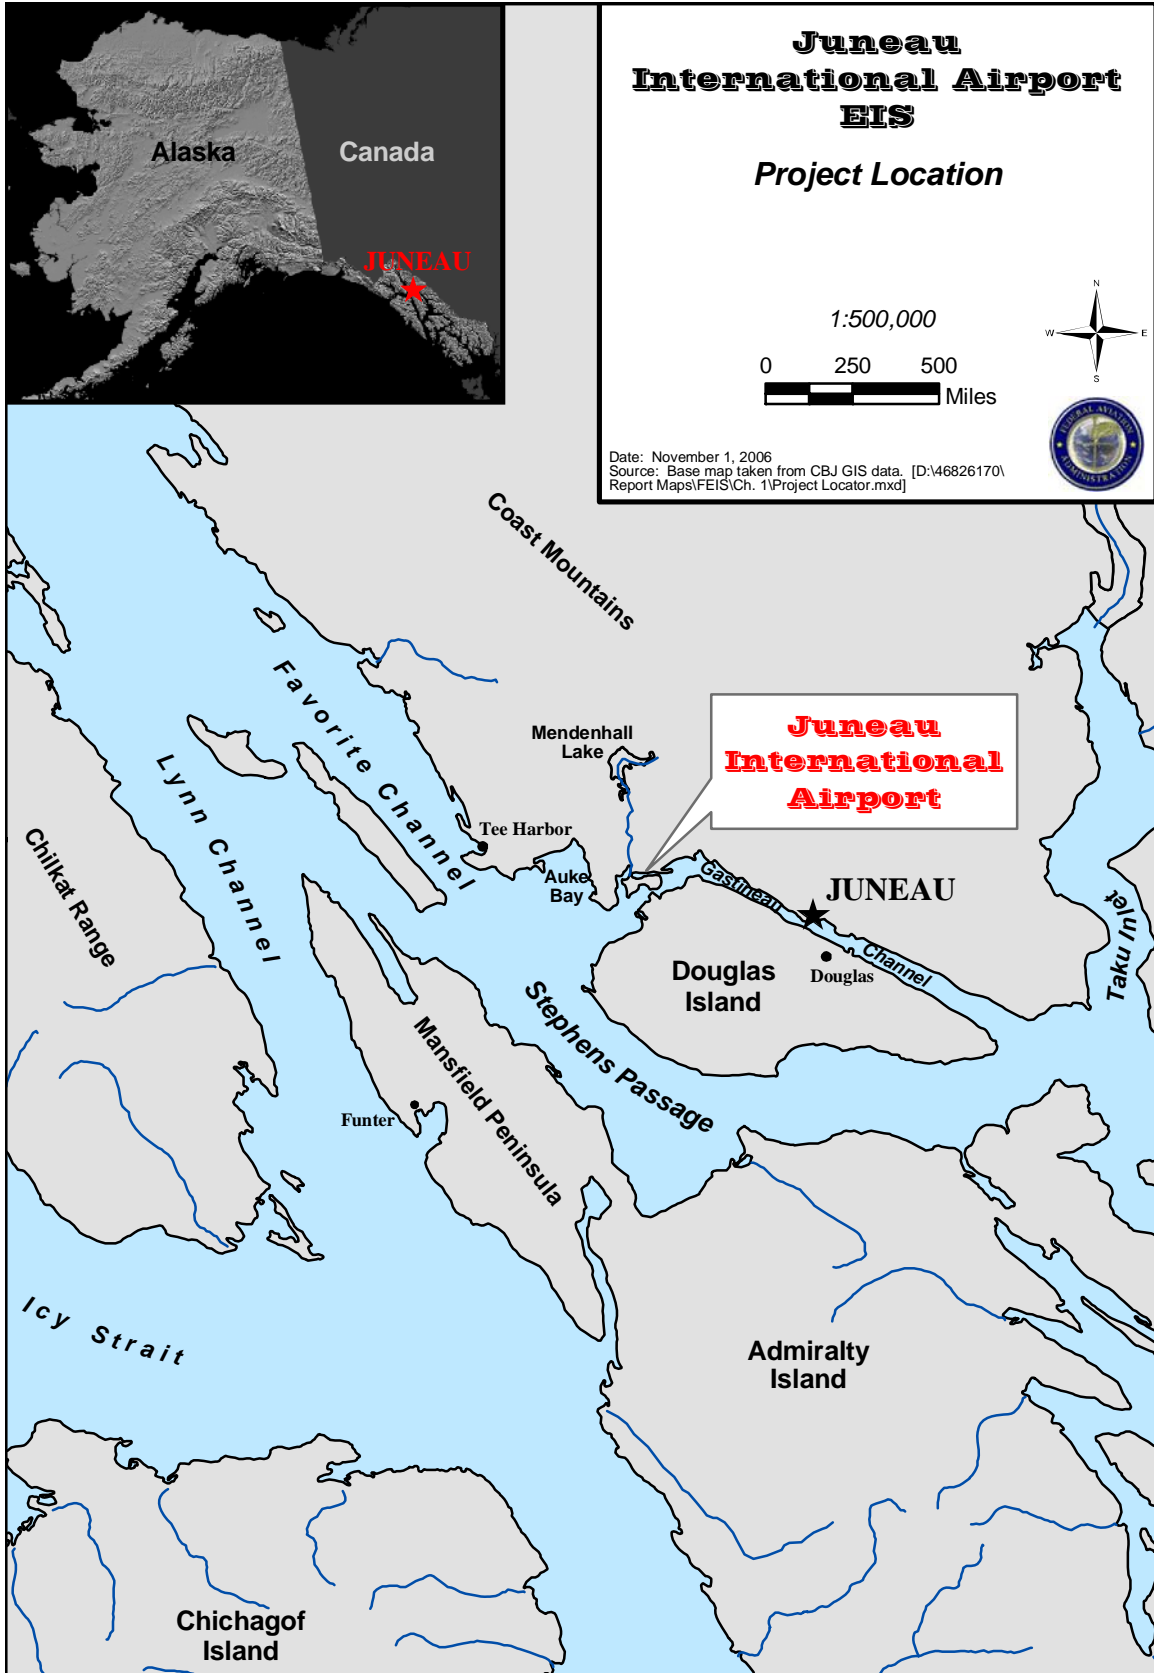 Juneau
International Airport
EIS
Project Location
1:500,000
0 250 500
Miles
N
W E
S
FEDERAL AVIATION
ADMINISTRATION
Date: November 1, 2006
Source: Base map taken from CBJ GIS data. [D:\46826170\
Report Maps\FEIS\Ch. 1\Project Locator.mxd]
Alaska
Canada
JUNEAU
Coast Mountains
Favorite Channel
Lynn Channel
Chilkat Range
Mendenhall
Lake
Juneau
International
Airport
Tee Harbor
Auke
Bay
Gastineau
Channel
JUNEAU
Douglas
Douglas
Island
Taku Inlet
Stephens Passage
Mansfield Peninsula
Funter
Icy Strait
Admiralty
Island
Chichagof
Island